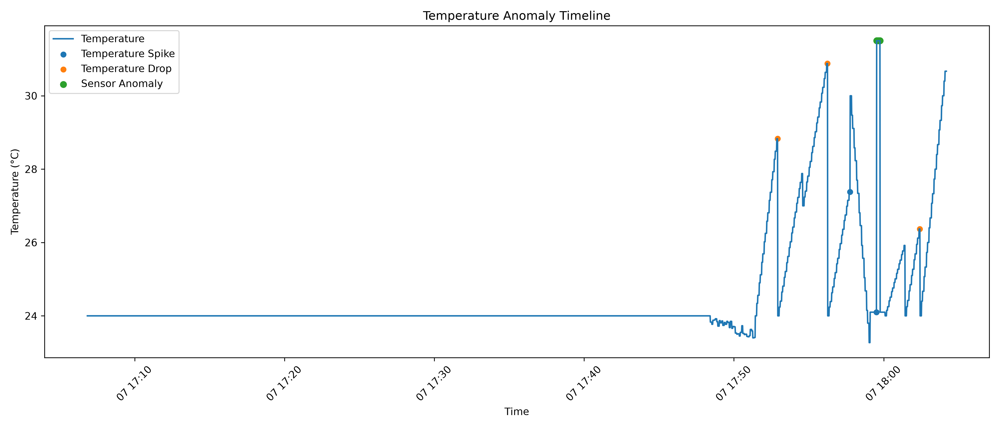 Temperature Anomaly Timeline
Temperature
Temperature Spike
Temperature Drop
Sensor Anomaly
Temperature (°C)
30
28
26
24
07 17:10
07 17:20
07 17:30
07 17:40
07 17:50
07 18:00
Time